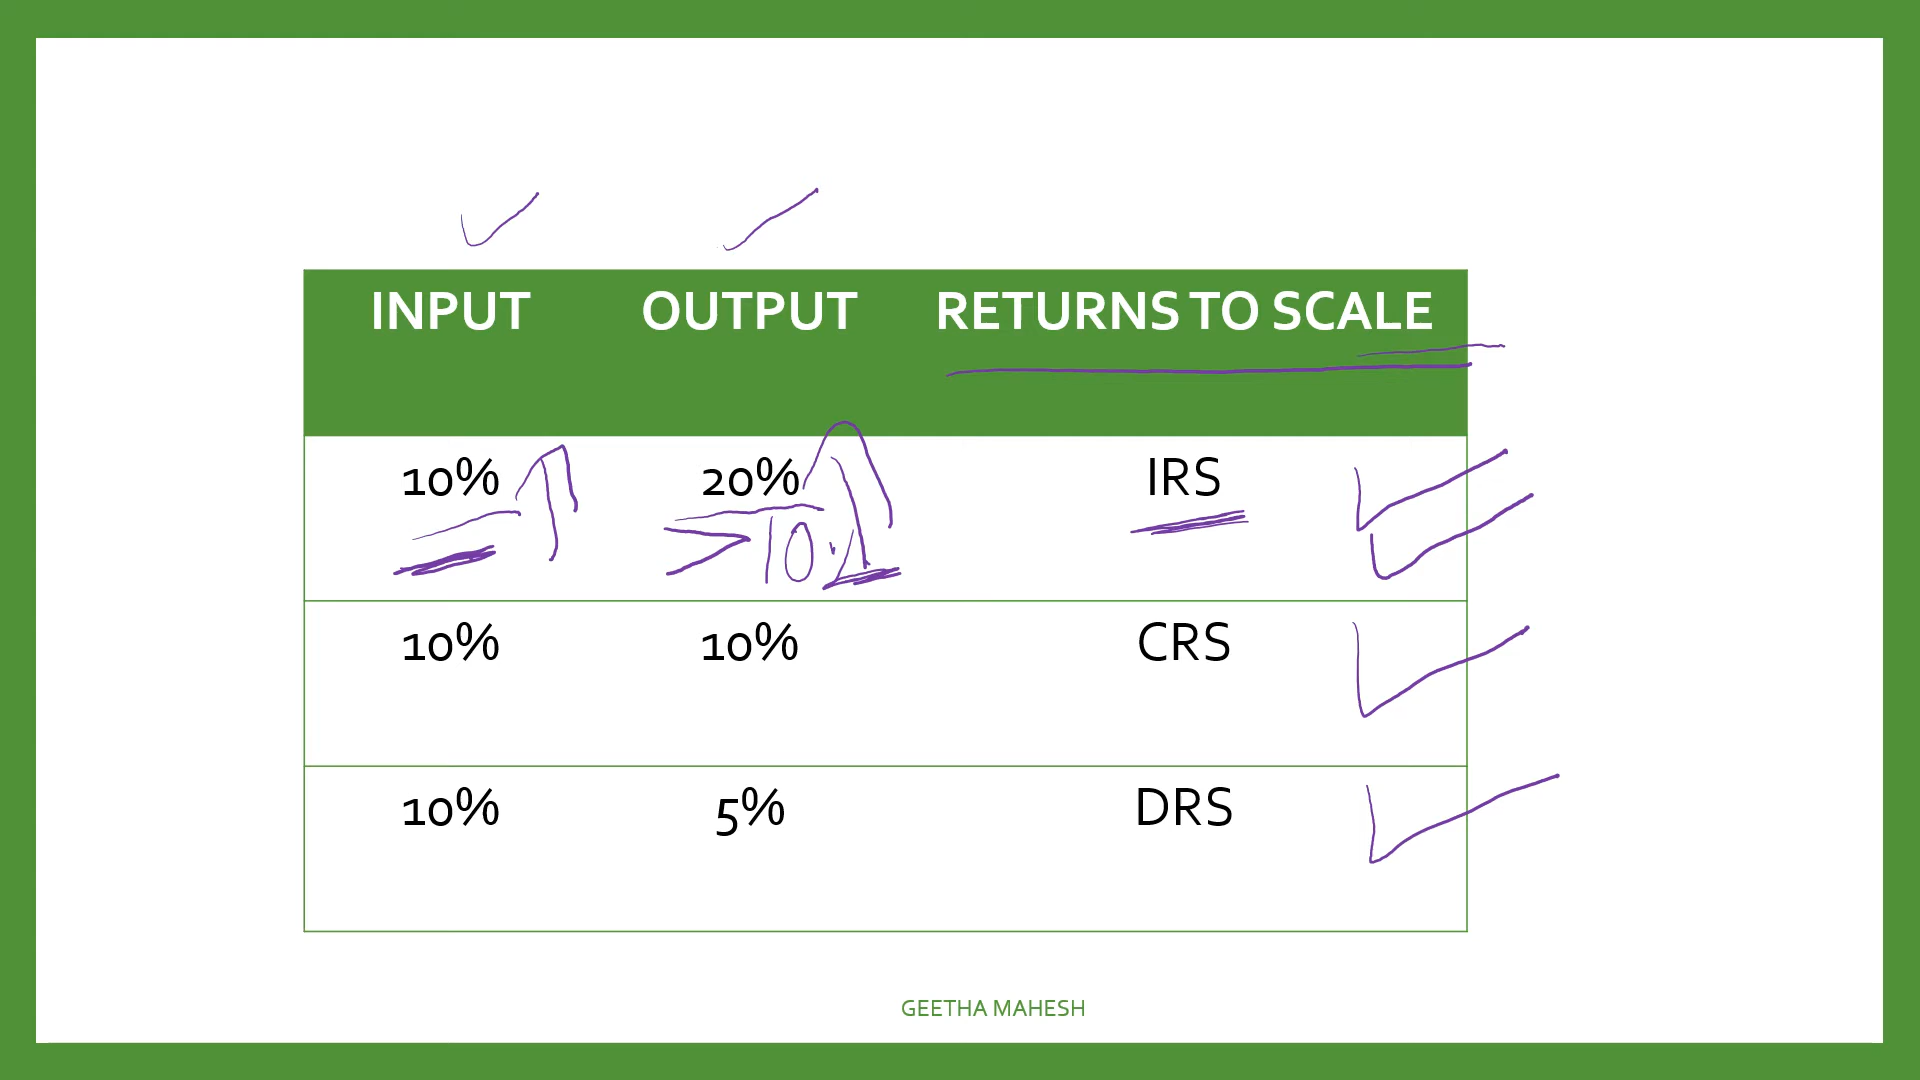 INPUT OUTPUT RETURNS TO SCALE
10% 20% IRS
> 10%
10% 10% CRS
10% 5% DRS
GEETHA MAHESH